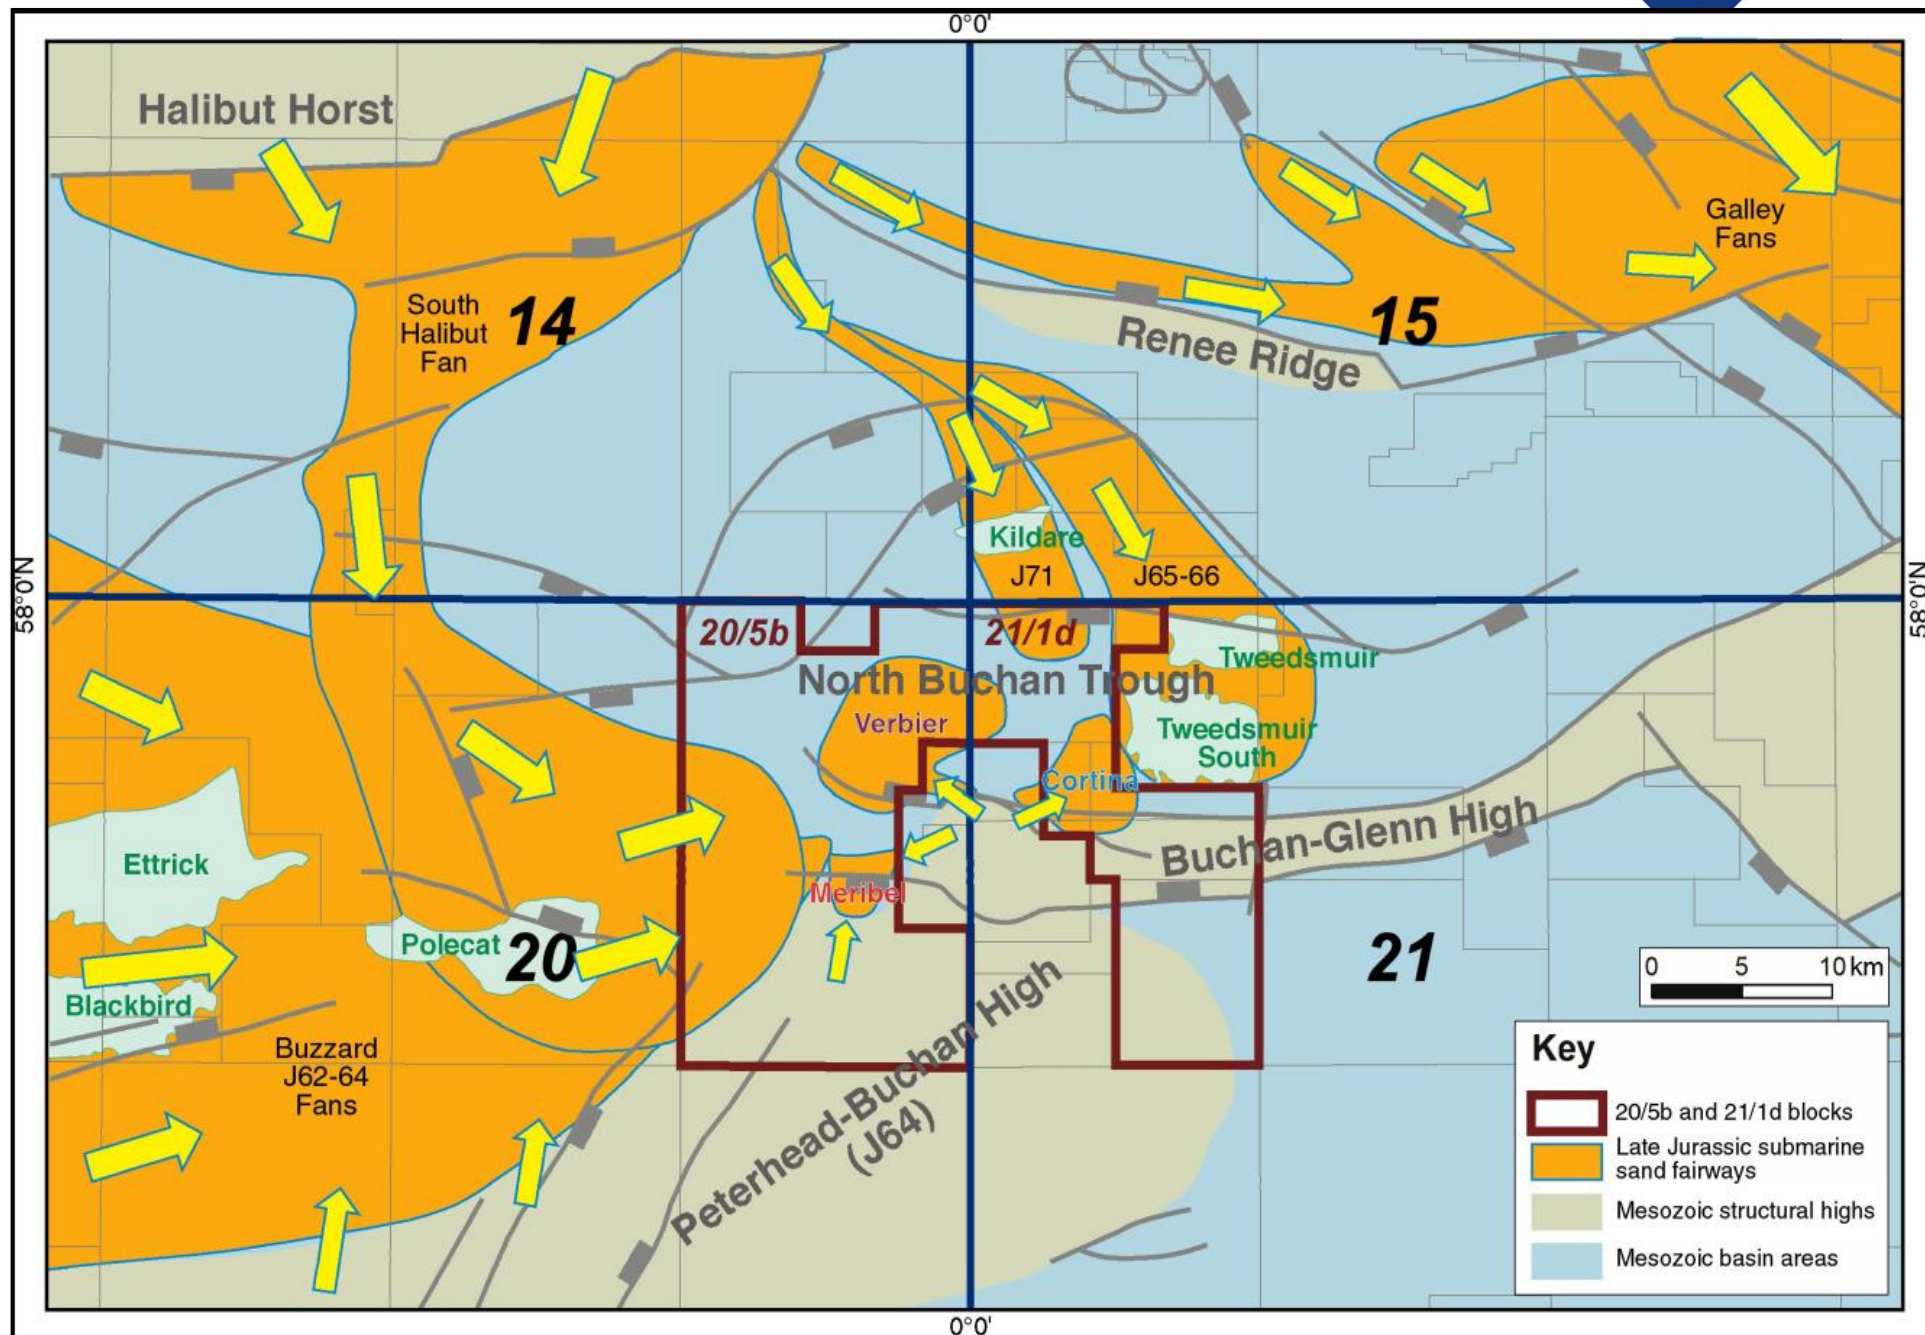 0°0'
Halibut Horst
Galley
Fans
South
Halibut
Fan
14
15
Renee Ridge
Kildare
J71
J65-66
58°0'N
58°0'N
20/5b
21/1d
North Buchan Trough
Tweedsmuir
Verbier
Tweedsmuir
South
Cortina
Buchan-Glenn High
Ettrick
Meribel
Polecat
20
21
Blackbird
Buzzard
J62-64
Fans
Peterhead-Buchan High
(J64)
0 5 10 km
Key
20/5b and 21/1d blocks
Late Jurassic submarine
sand fairways
Mesozoic structural highs
Mesozoic basin areas
0°0'